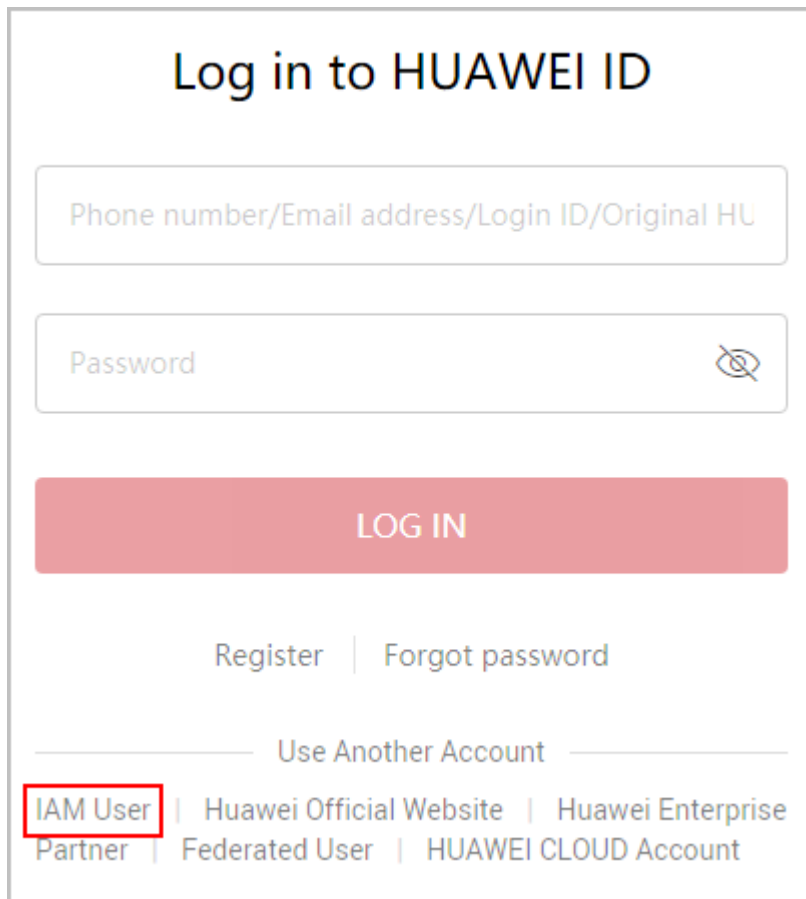 Log in to HUAWEI ID
Phone number/Email address/Login ID/Original HU
Password
LOG IN
Register | Forgot password
Use Another Account
IAM User | Huawei Official Website | Huawei Enterprise
Partner | Federated User | HUAWEI CLOUD Account